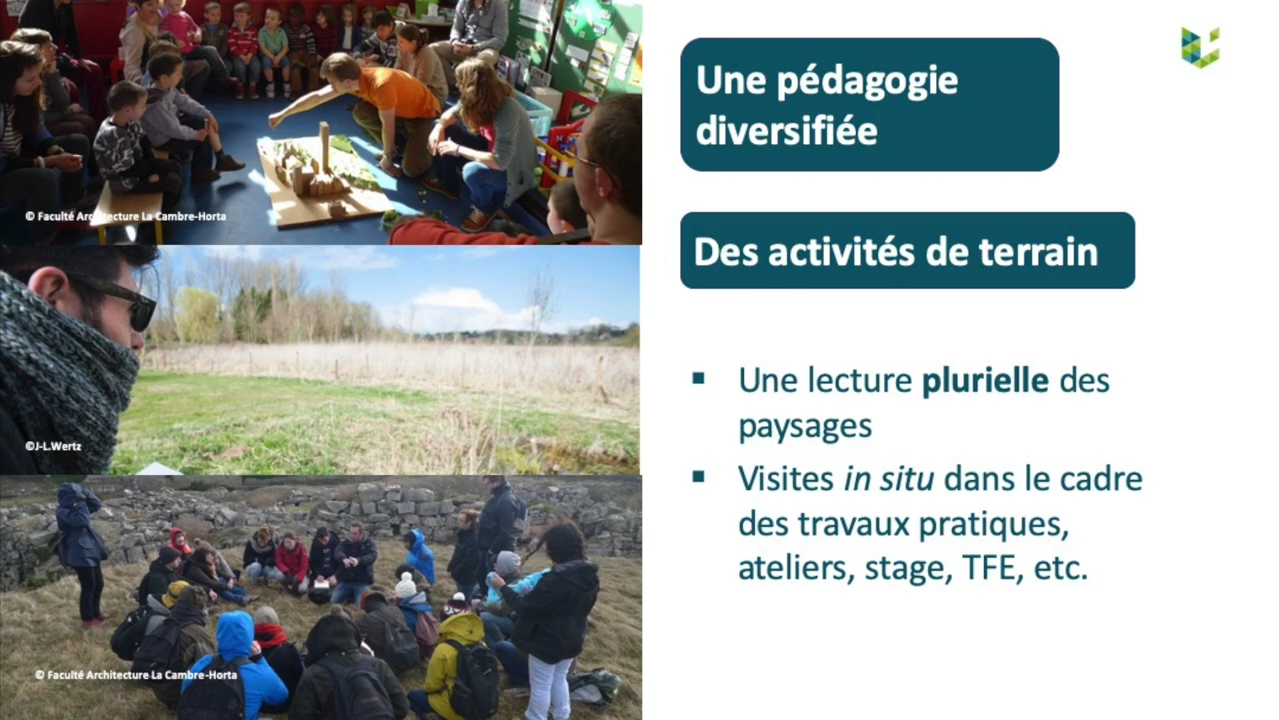 © Faculté Architecture La Cambre-Horta
©J-L.Wertz
© Faculté Architecture La Cambre-Horta
Une pédagogie
diversifiée
Des activités de terrain
▪ Une lecture plurielle des
paysages
▪ Visites in situ dans le cadre
des travaux pratiques,
ateliers, stage, TFE, etc.